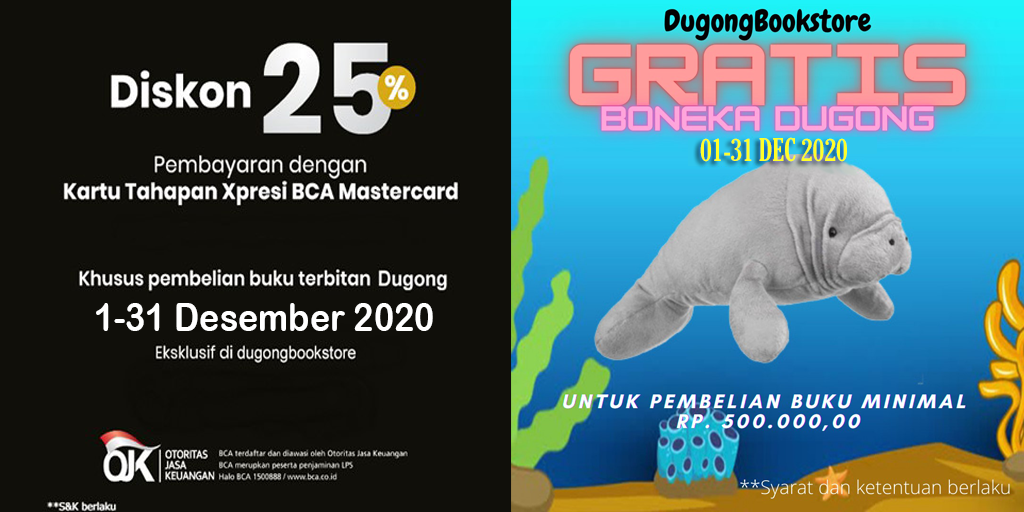 Diskon 25%
Pembayaran dengan
Kartu Tahapan Xpresi BCA Mastercard
Khusus pembelian buku terbitan Dugong
1-31 Desember 2020
Eksklusif di dugongbookstore
OJK
OTORITAS
JASA
KEUANGAN
BCA terdaftar dan diawasi oleh Otoritas Jasa Keuangan
BCA merupkan peserta penjaminan LPS
Halo BCA 1500888 / www.bca.co.id
**S&K berlaku
DugongBookstore
GRATIS
BONEKA DUGONG
01-31 DEC 2020
UNTUK PEMBELIAN BUKU MINIMAL
RP. 500.000,00
**Syarat dan ketentuan berlaku